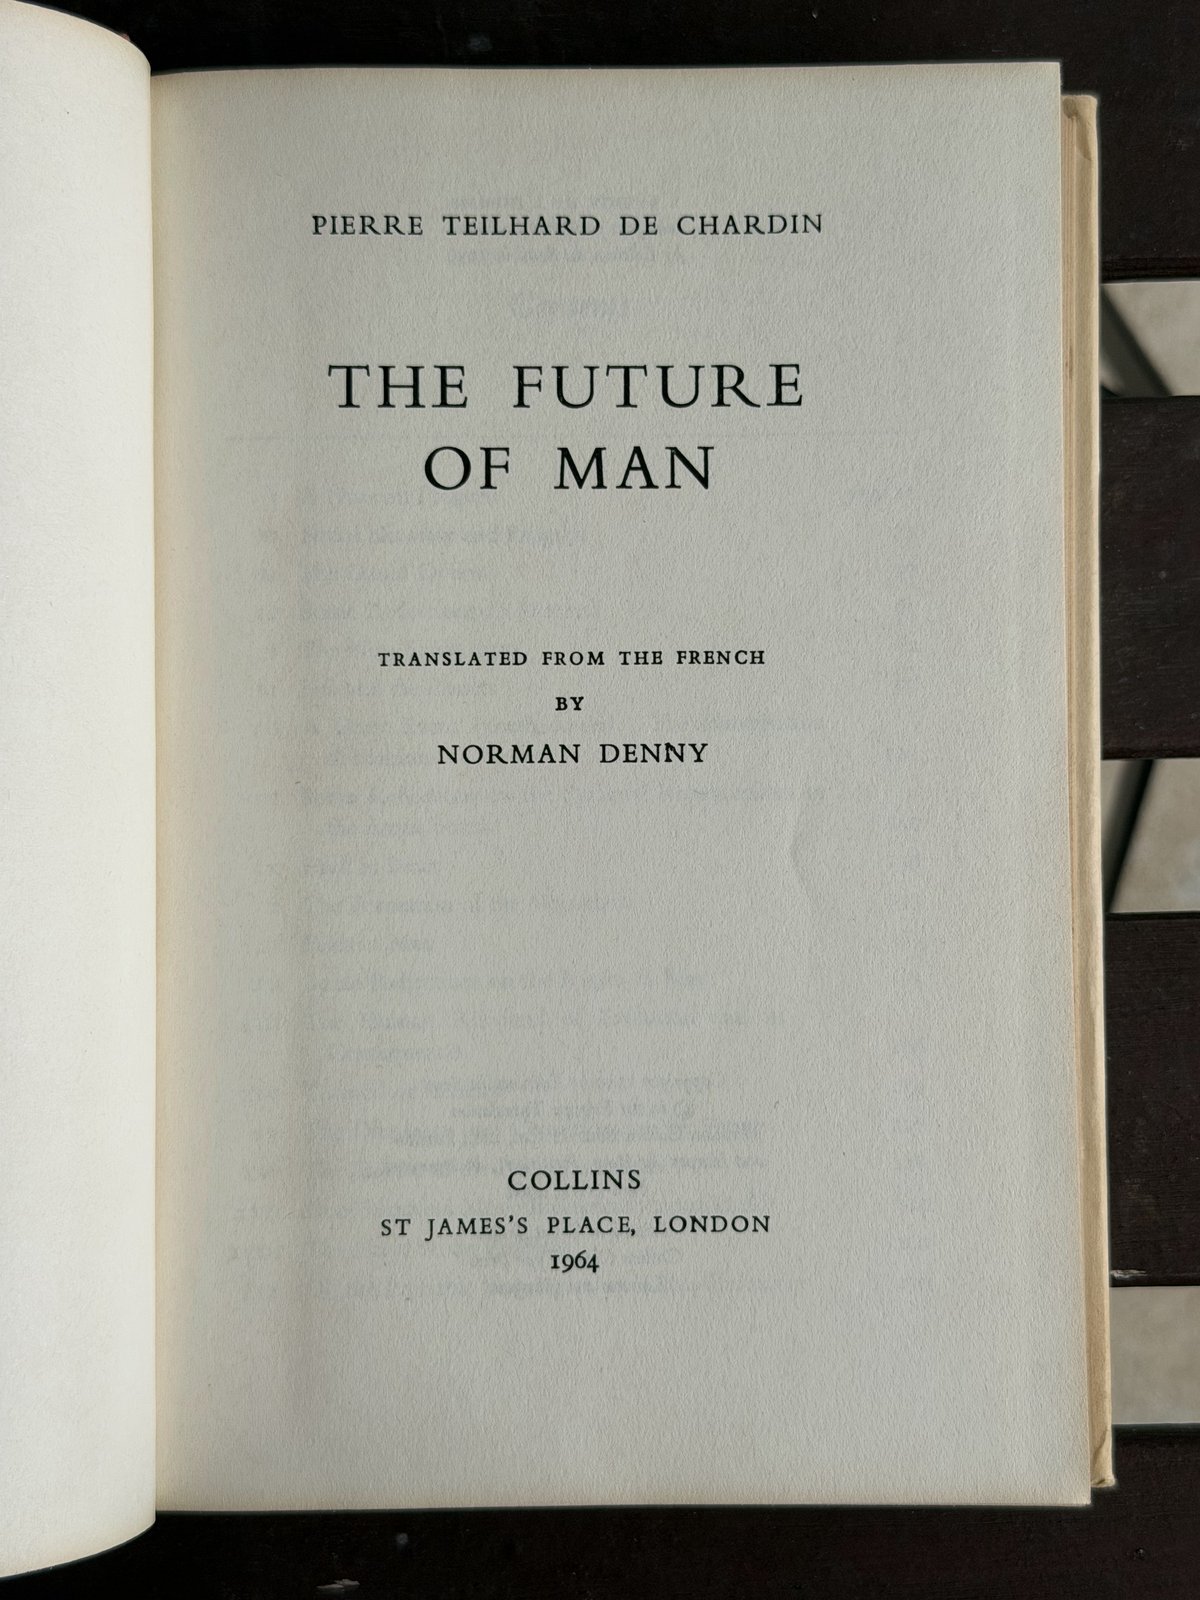 PIERRE TEILHARD DE CHARDIN
THE FUTURE
OF MAN
TRANSLATED FROM THE FRENCH
BY
NORMAN DENNY
COLLINS
ST JAMES'S PLACE, LONDON
1964